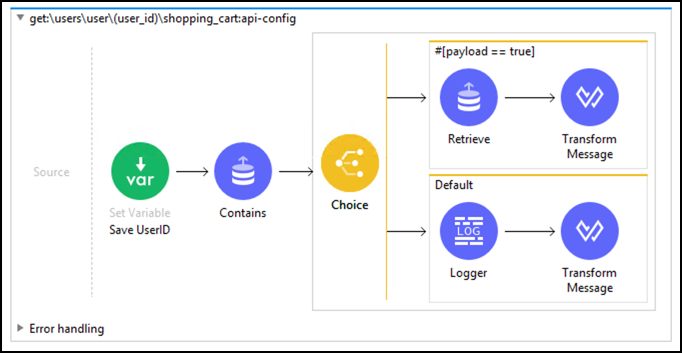 get:\users\user\(user_id)\shopping_cart:api-config
#[payload == true]
Retrieve
Transform
Message
Source
var
Set Variable
Save UserID
Contains
Choice
Default
LOG
Logger
Transform
Message
Error handling